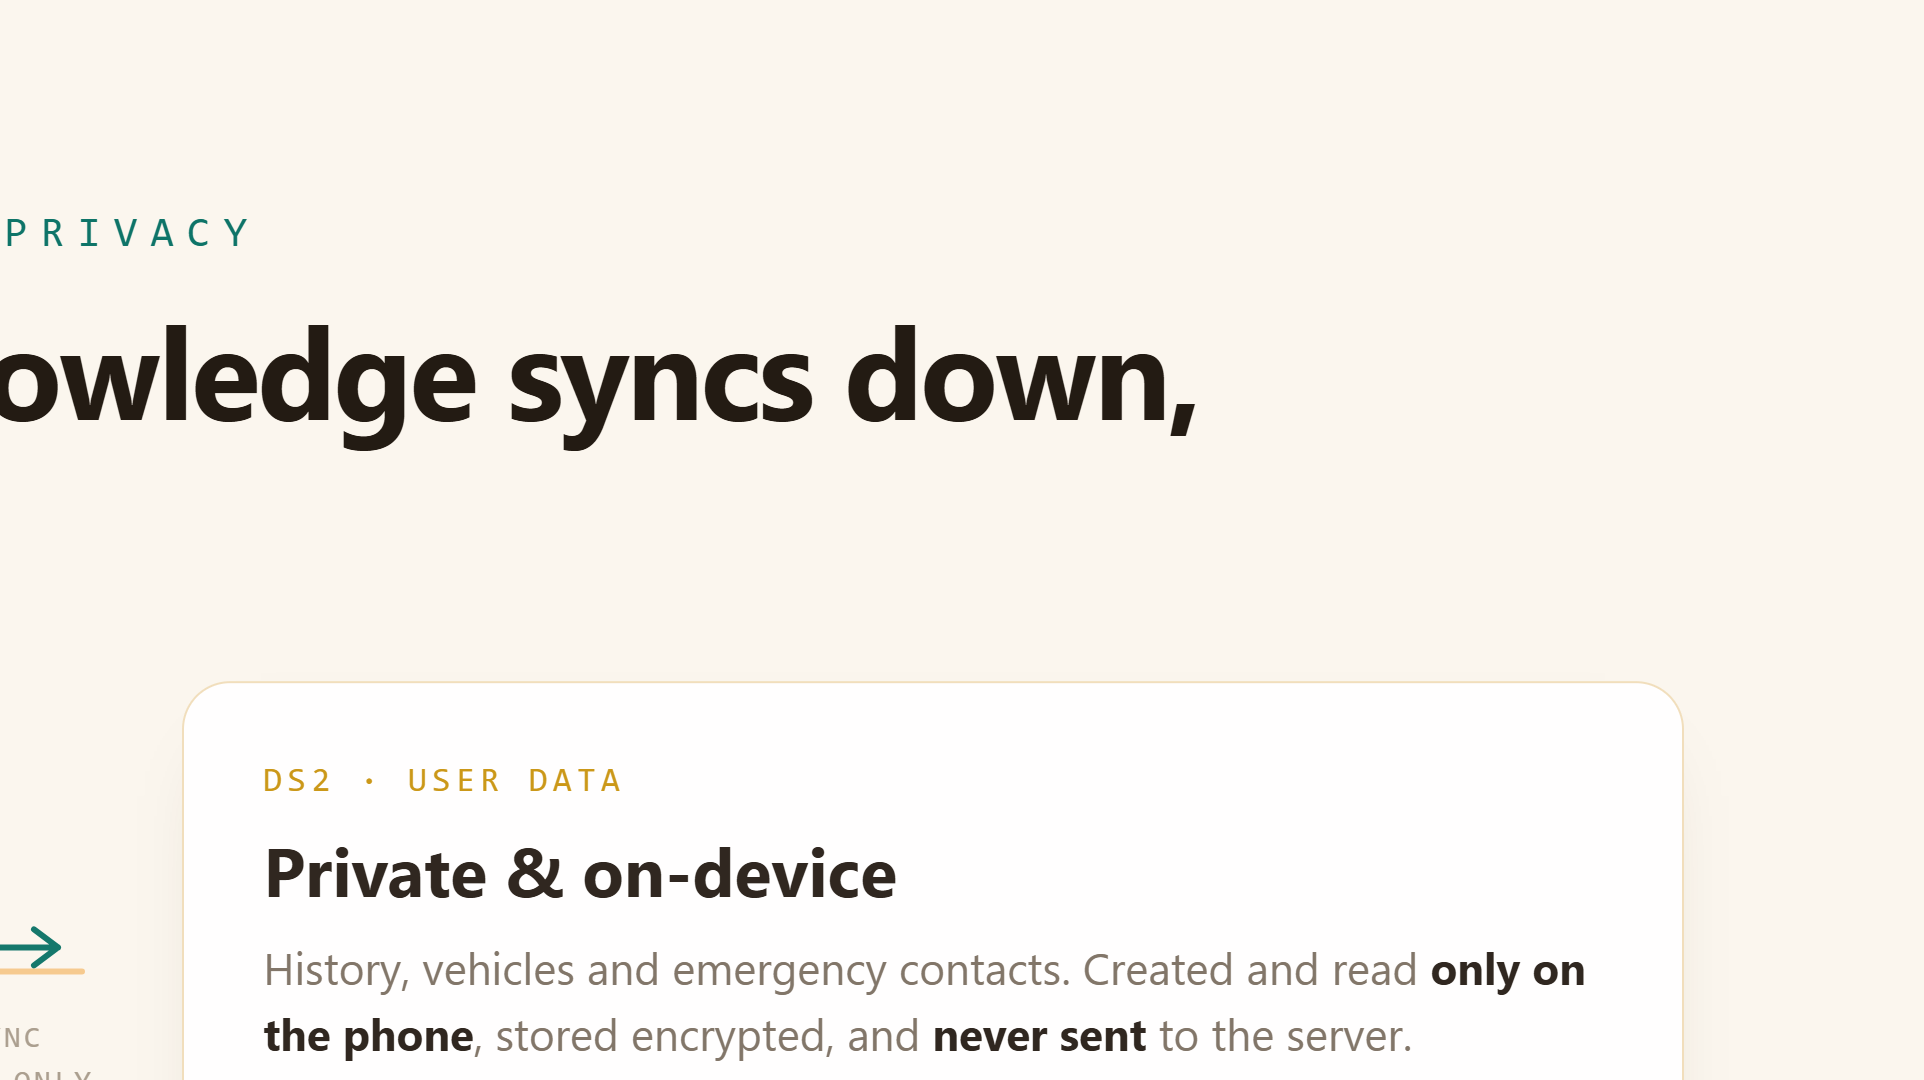 PRIVACY
owledge syncs down,
DS2 · USER DATA
Private & on-device
History, vehicles and emergency contacts. Created and read only on
the phone, stored encrypted, and never sent to the server.
NC
ONLY